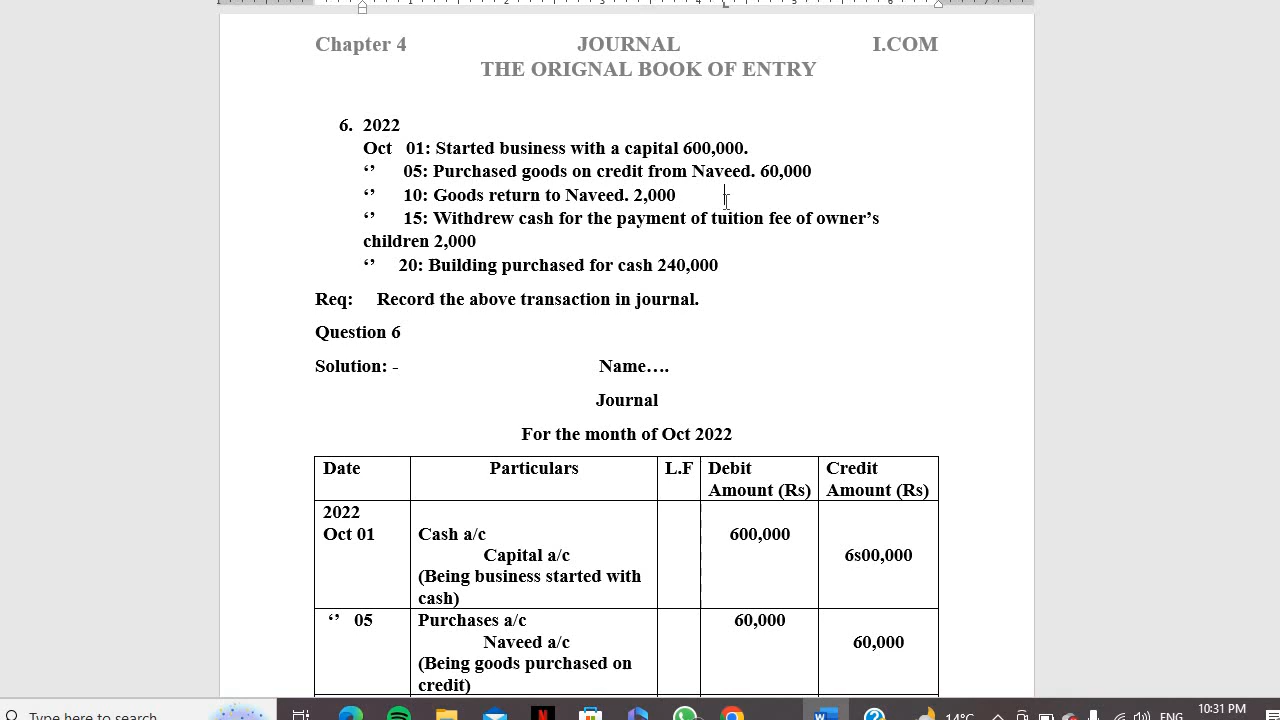 Chapter 4 JOURNAL I.COM
THE ORIGNAL BOOK OF ENTRY
6. 2022
Oct 01: Started business with a capital 600,000.
‘’ 05: Purchased goods on credit from Naveed. 60,000
‘’ 10: Goods return to Naveed. 2,000
‘’ 15: Withdrew cash for the payment of tuition fee of owner’s
children 2,000
‘’ 20: Building purchased for cash 240,000
Req: Record the above transaction in journal.
Question 6
Solution: - Name….
Journal
For the month of Oct 2022
Date Particulars L.F Debit Credit
Amount (Rs) Amount (Rs)
2022
Oct 01 Cash a/c 600,000
Capital a/c 6s00,000
(Being business started with
cash)
‘’ 05 Purchases a/c 60,000
Naveed a/c 60,000
(Being goods purchased on
credit)
Type here to search 14°C ENG 10:31 PM